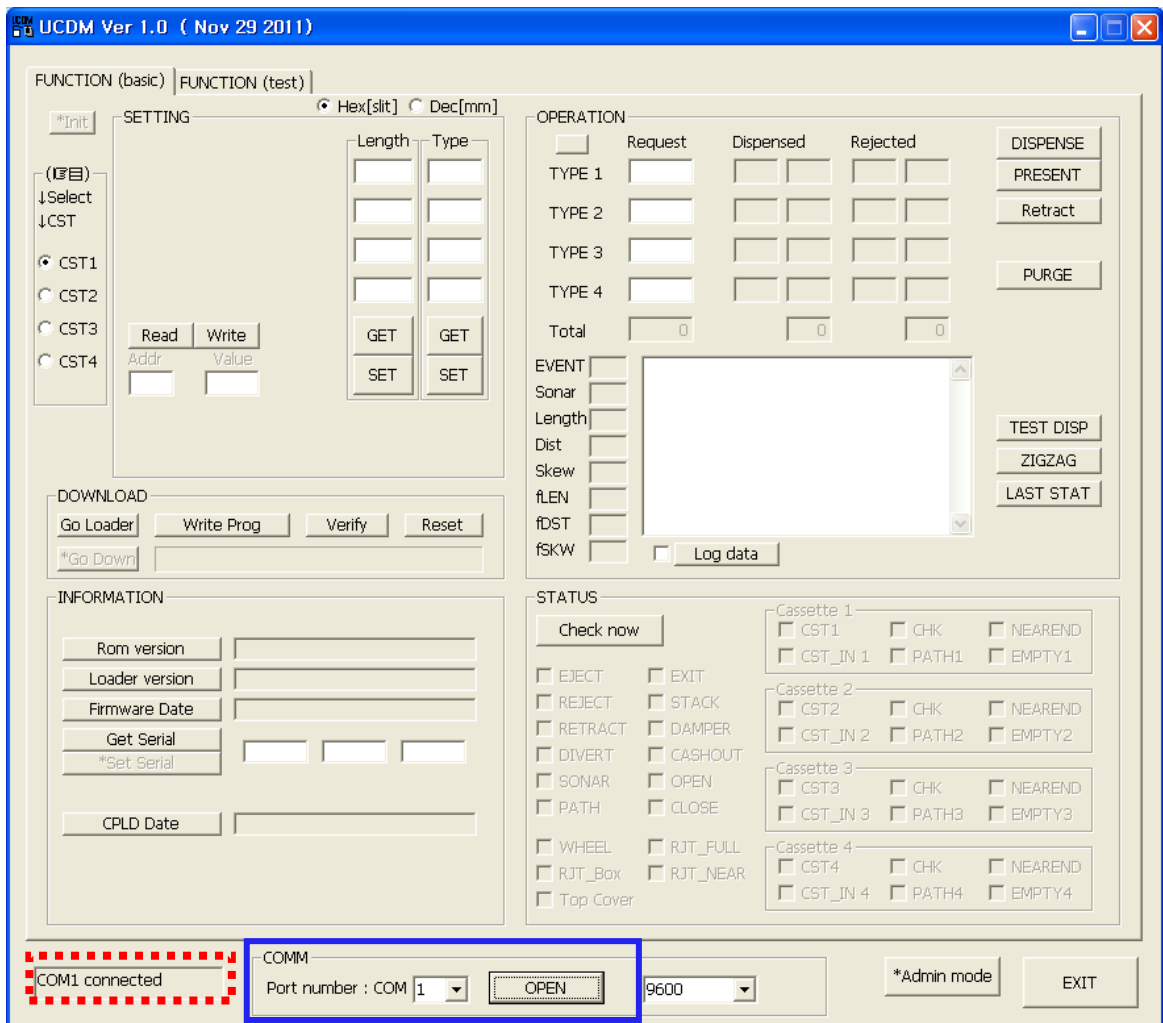 UCDM Ver 1.0 ( Nov 29 2011)
FUNCTION (basic) FUNCTION (test)
*Init
SETTING
Hex[slit] Dec[mm]
Length Type
↓Select
↓CST
CST1
CST2
CST3
CST4
Read Write
Addr Value
GET GET
SET SET
DOWNLOAD
Go Loader Write Prog Verify Reset
*Go Down
INFORMATION
Rom version
Loader version
Firmware Date
Get Serial
*Set Serial
CPLD Date
OPERATION
Request Dispensed Rejected
TYPE 1
TYPE 2
TYPE 3
TYPE 4
Total 0 0 0
DISPENSE
PRESENT
Retract
PURGE
EVENT
Sonar
Length
Dist
Skew
fLEN
fDST
fSKW
Log data
TEST DISP
ZIGZAG
LAST STAT
STATUS
Check now
EJECT EXIT
REJECT STACK
RETRACT DAMPER
DIVERT CASHOUT
SONAR OPEN
PATH CLOSE
WHEEL RJT_FULL
RJT_Box RJT_NEAR
Top Cover
Cassette 1
CST1 CHK NEAREND
CST_IN 1 PATH1 EMPTY1
Cassette 2
CST2 CHK NEAREND
CST_IN 2 PATH2 EMPTY2
Cassette 3
CST3 CHK NEAREND
CST_IN 3 PATH3 EMPTY3
Cassette 4
CST4 CHK NEAREND
CST_IN 4 PATH4 EMPTY4
COM1 connected
COMM
Port number : COM 1 OPEN 9600
*Admin mode
EXIT